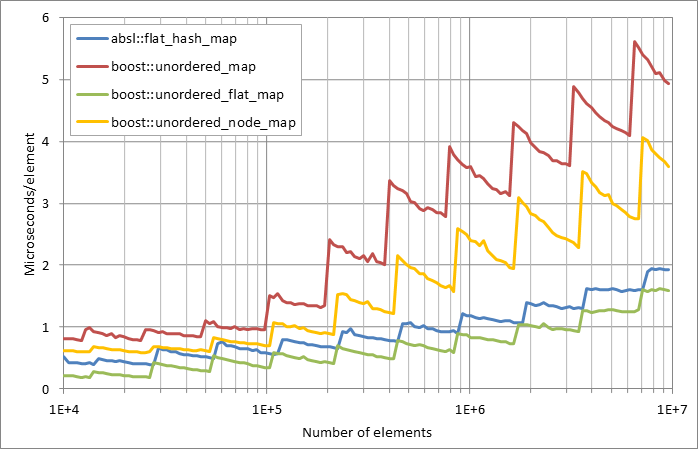 6
absl::flat_hash_map
boost::unordered_map
boost::unordered_flat_map
boost::unordered_node_map
5
4
3
2
1
0
Microseconds/element
1E+4 1E+5 1E+6 1E+7
Number of elements